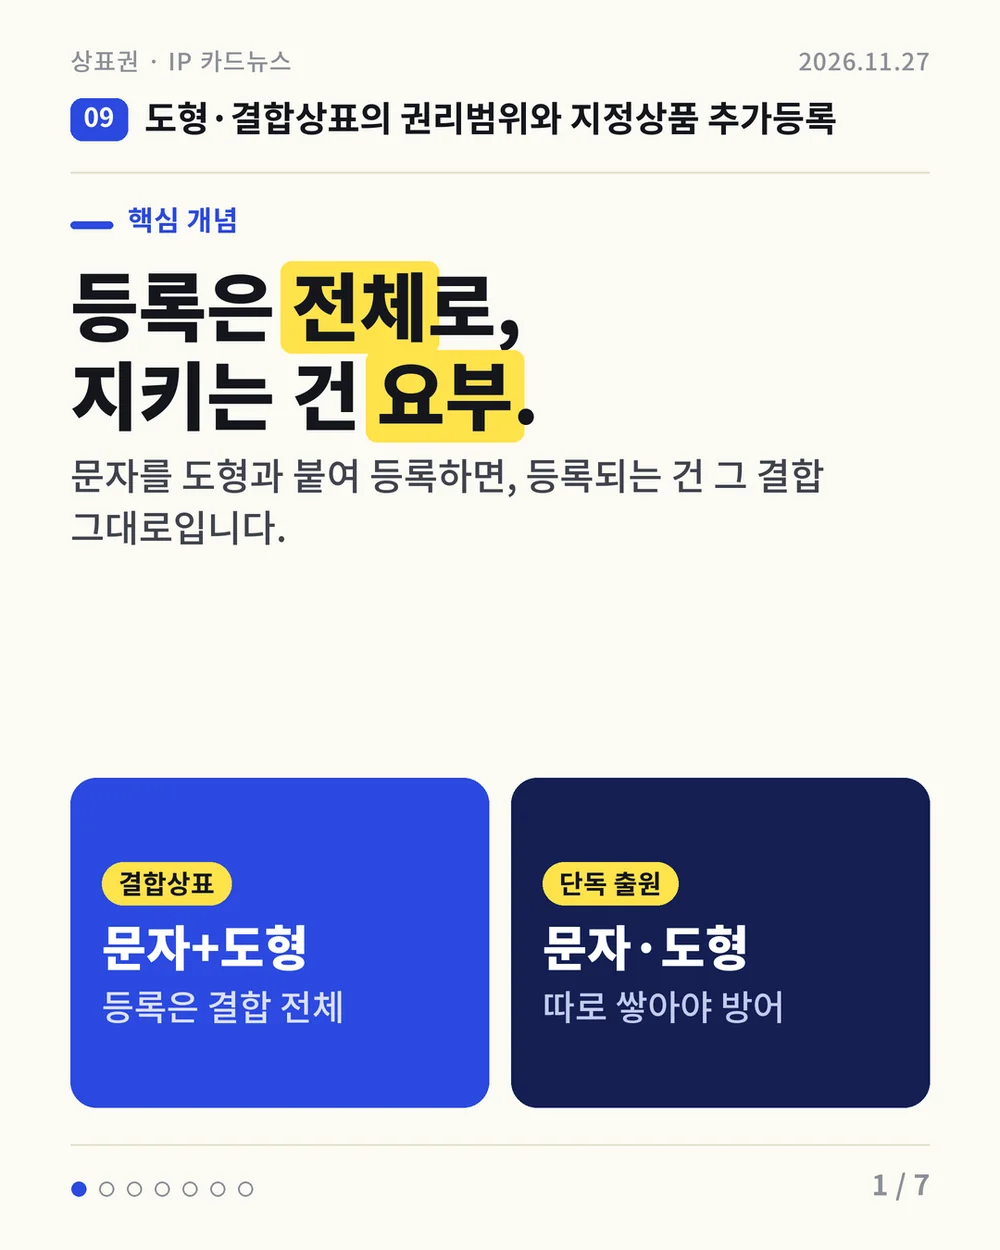 상표권 · IP 카드뉴스
2026.11.27
09 도형·결합상표의 권리범위와 지정상품 추가등록
핵심 개념
등록은 전체로,
지키는 건 요부.
문자를 도형과 붙여 등록하면, 등록되는 건 그 결합
그대로입니다.
결합상표
문자+도형
등록은 결합 전체
단독 출원
문자·도형
따로 쌓아야 방어
1 / 7